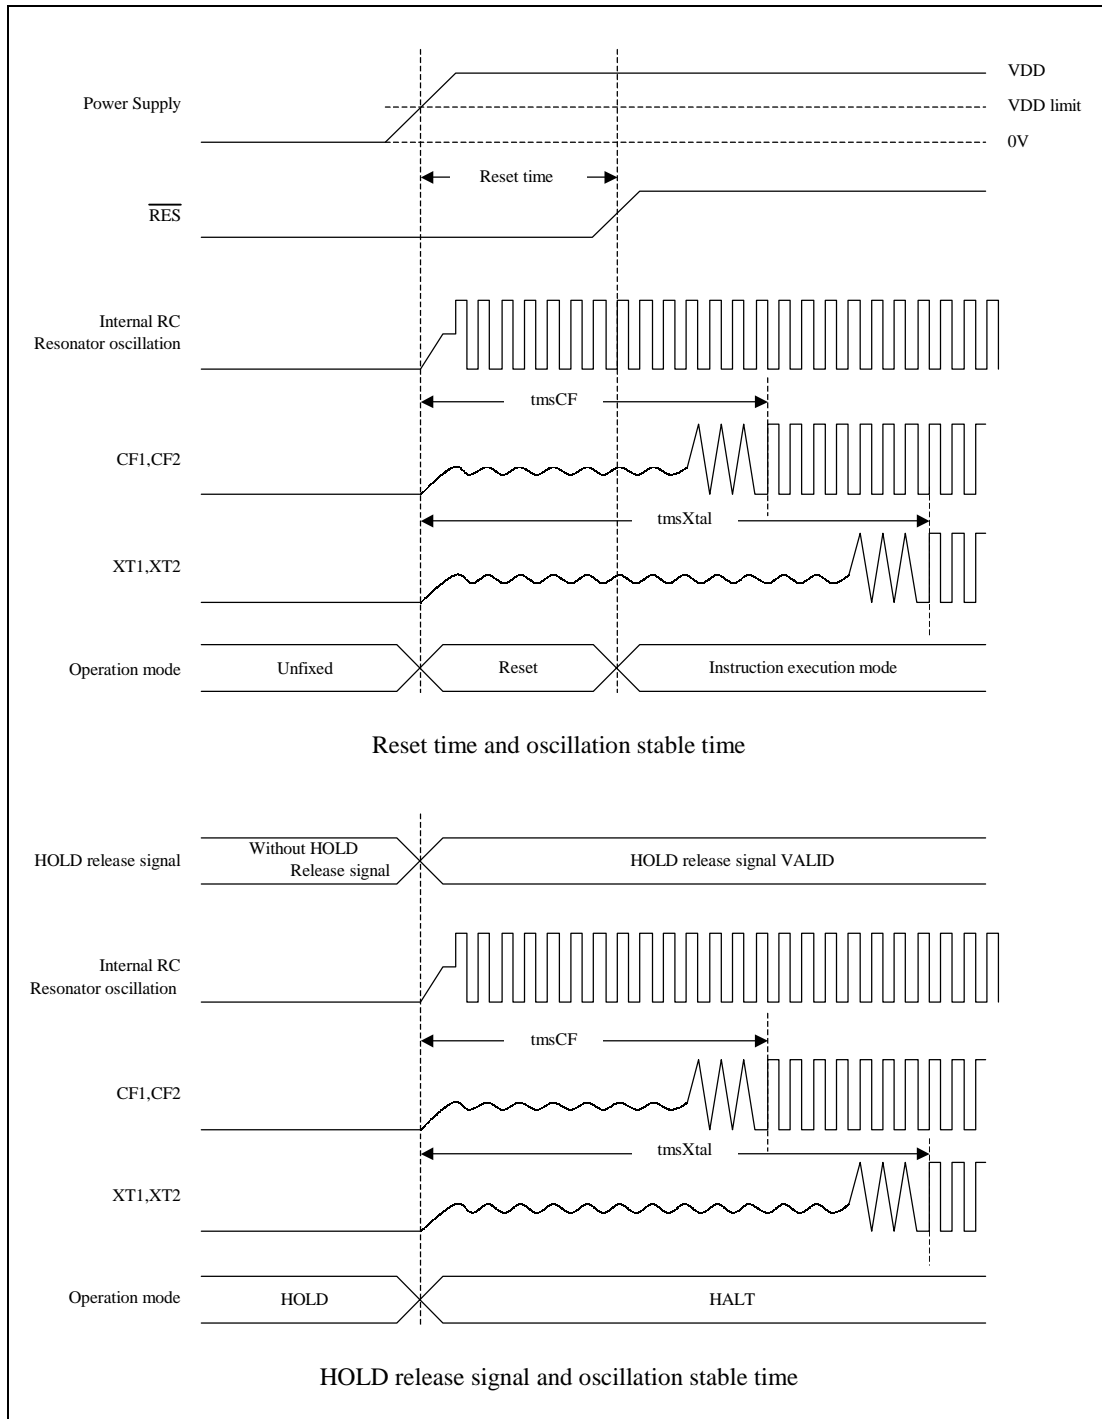 VDD
Power Supply
VDD limit
0V
Reset time
RES
Internal RC
Resonator oscillation
tmsCF
CF1,CF2
tmsXtal
XT1,XT2
Operation mode
Unfixed
Reset
Instruction execution mode
Reset time and oscillation stable time
HOLD release signal
Without HOLD
Release signal
HOLD release signal VALID
Internal RC
Resonator oscillation
tmsCF
CF1,CF2
tmsXtal
XT1,XT2
Operation mode
HOLD
HALT
HOLD release signal and oscillation stable time